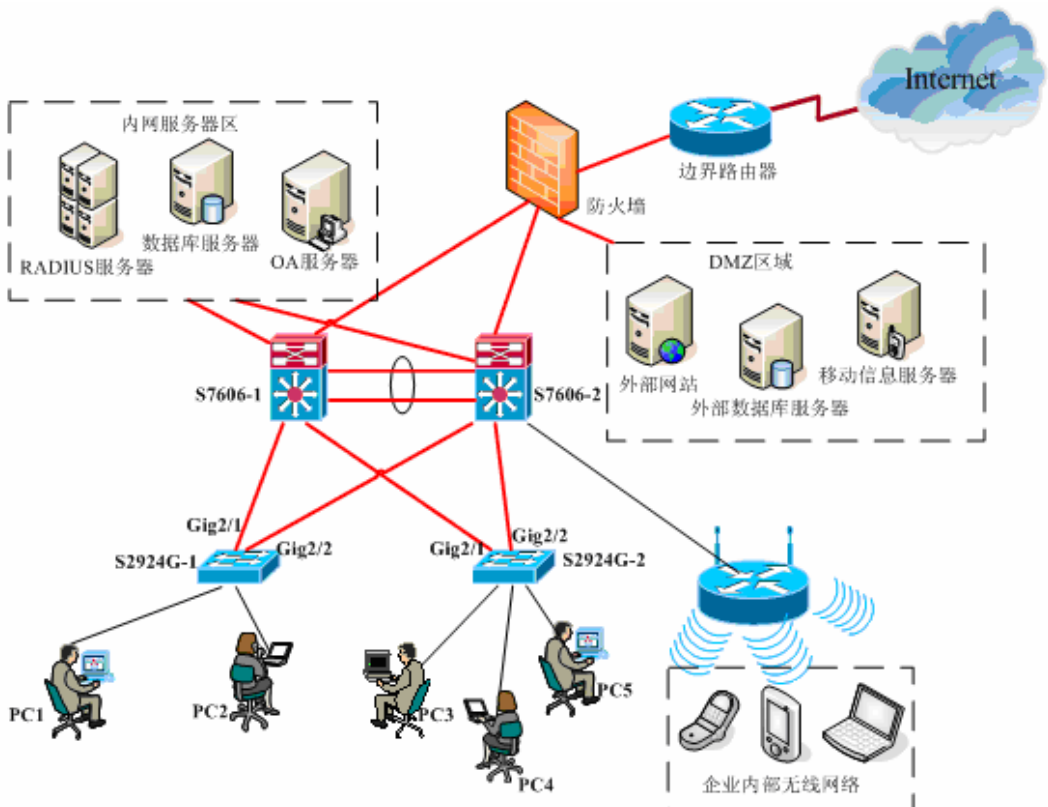 Internet
内网服务器区
边界路由器
防火墙
数据库服务器
RADIUS服务器
OA服务器
DMZ区域
外部网站
移动信息服务器
外部数据库服务器
S7606-1
S7606-2
Gig2/1
Gig2/2
S2924G-1
Gig2/1
Gig2/2
S2924G-2
PC1
PC2
PC3
PC4
PC5
企业内部无线网络